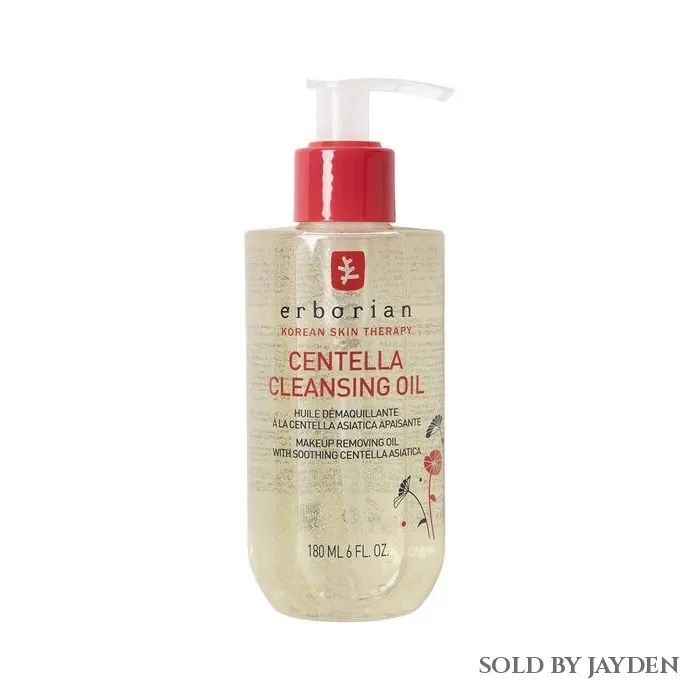 erborian
KOREAN SKIN THERAPY
CENTELLA
CLEANSING OIL
HUILE DÉMAQUILLANTE
À LA CENTELLA ASIATICA APAISANTE
MAKEUP REMOVING OIL
WITH SOOTHING CENTELLA ASIATICA
180 ML 6 FL. OZ.
SOLD BY JAYDEN